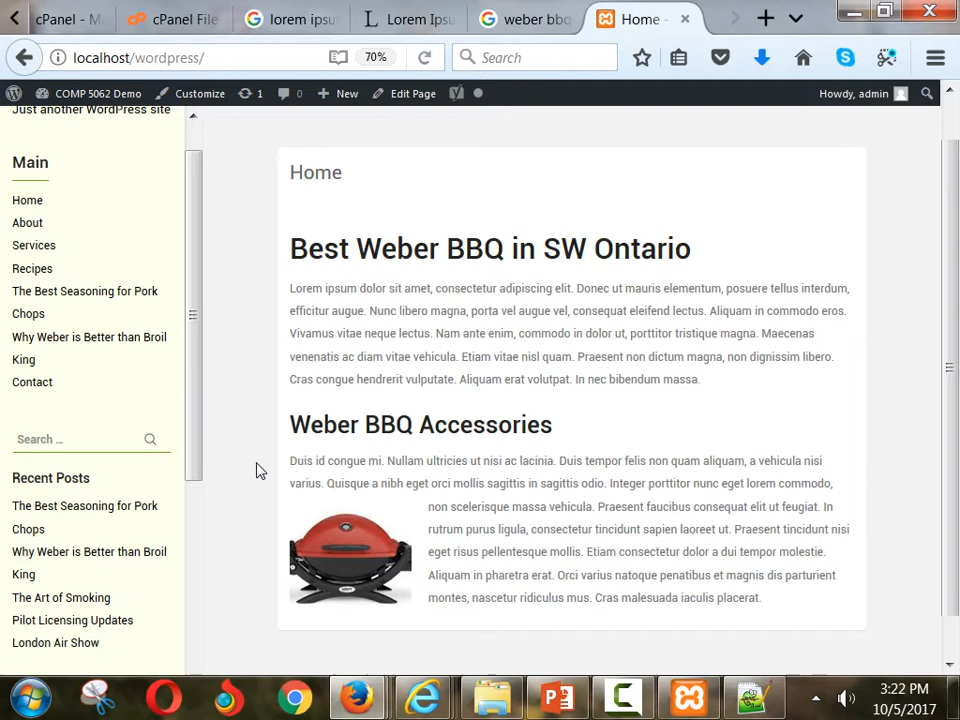 cPanel - M
cPanel File
lorem ipsu
Lorem Ipsu
weber bbq
Home -
localhost/wordpress/
70%
Search
COMP 5062 Demo
Customize
1
0
New
Edit Page
Howdy, admin
Just another WordPress site
Main
Home
About
Services
Recipes
The Best Seasoning for Pork
Chops
Why Weber is Better than Broil
King
Contact
Search …
Recent Posts
The Best Seasoning for Pork
Chops
Why Weber is Better than Broil
King
The Art of Smoking
Pilot Licensing Updates
London Air Show
Home
Best Weber BBQ in SW Ontario
Lorem ipsum dolor sit amet, consectetur adipiscing elit. Donec ut mauris elementum, posuere tellus interdum,
efficitur augue. Nunc libero magna, porta vel augue vel, consequat eleifend lectus. Aliquam in commodo eros.
Vivamus vitae neque lectus. Nam ante enim, commodo in dolor ut, porttitor tristique magna. Maecenas
venenatis ac diam vitae vehicula. Etiam vitae nisl quam. Praesent non dictum magna, non dignissim libero.
Cras congue hendrerit vulputate. Aliquam erat volutpat. In nec bibendum massa.
Weber BBQ Accessories
Duis id congue mi. Nullam ultricies ut nisi ac lacinia. Duis tempor felis non quam aliquam, a vehicula nisi
varius. Quisque a nibh eget orci mollis sagittis in sagittis odio. Integer porttitor nunc eget lorem commodo,
non scelerisque massa vehicula. Praesent faucibus consequat elit ut feugiat. In
rutrum purus ligula, consectetur tincidunt sapien laoreet ut. Praesent tincidunt nisi
eget risus pellentesque mollis. Etiam consectetur dolor a dui tempor molestie.
Aliquam in pharetra erat. Orci varius natoque penatibus et magnis dis parturient
montes, nascetur ridiculus mus. Cras malesuada iaculis placerat.
3:22 PM
10/5/2017